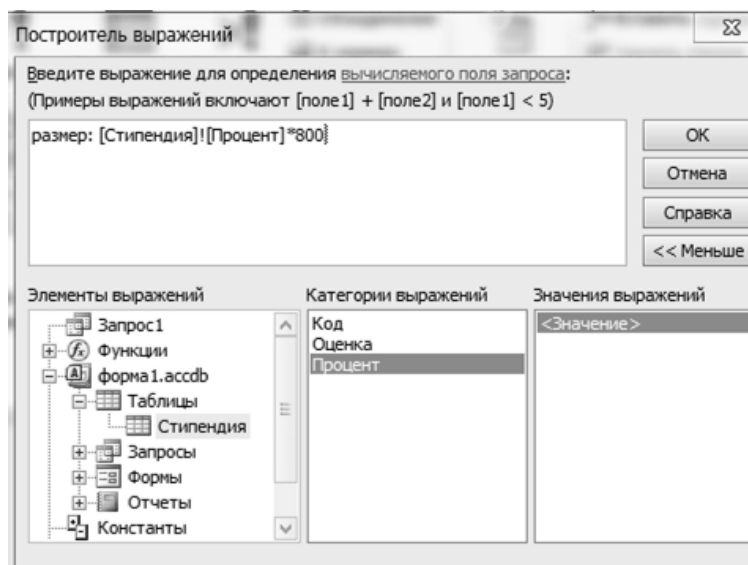 Построитель выражений
Введите выражение для определения вычисляемого поля запроса:
(Примеры выражений включают [поле1] + [поле2] и [поле1] < 5)
размер: [Стипендия]![Процент]*800
OK
Отмена
Справка
<< Меньше
Элементы выражений
Категории выражений
Значения выражений
Запрос1
Функции
форма1.accdb
Таблицы
Стипендия
Запросы
Формы
Отчеты
Константы
Код
Оценка
Процент
<Значение>